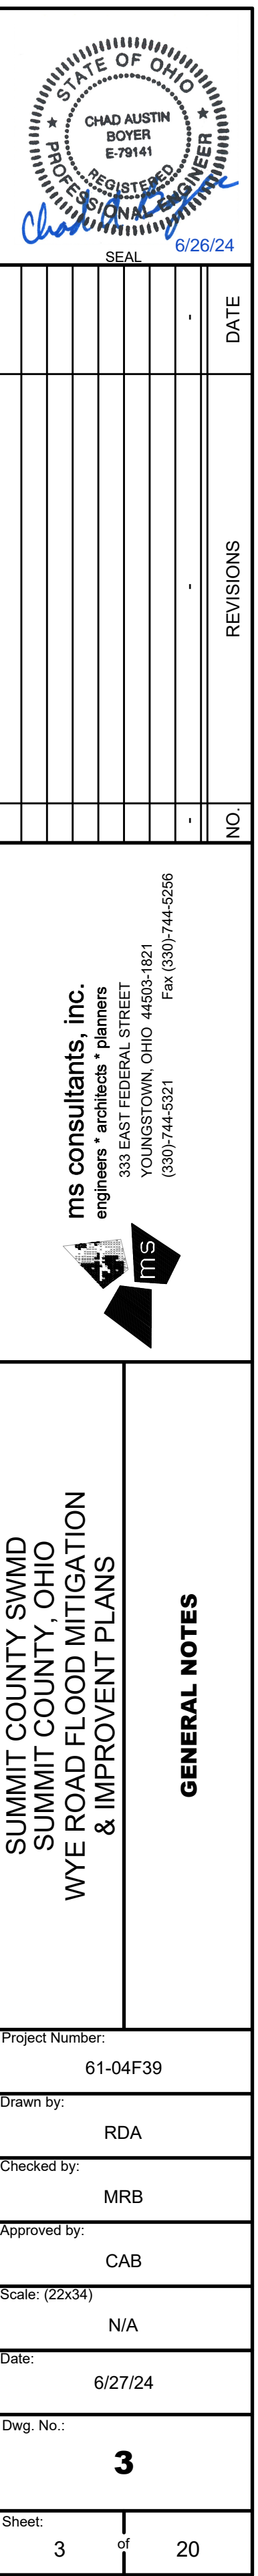 STATE OF OHIO
CHAD AUSTIN
BOYER
E-79141
REGISTERED
PROFESSIONAL ENGINEER
Chad A Boyer
6/26/24
SEAL
NO. REVISIONS DATE
- - -
ms consultants, inc.
engineers * architects * planners
333 EAST FEDERAL STREET
YOUNGSTOWN, OHIO 44503-1821
(330)-744-5321 Fax (330)-744-5256
ms
SUMMIT COUNTY SWMD
SUMMIT COUNTY, OHIO
WYE ROAD FLOOD MITIGATION
& IMPROVENT PLANS
GENERAL NOTES
Project Number:
61-04F39
Drawn by:
RDA
Checked by:
MRB
Approved by:
CAB
Scale: (22x34)
N/A
Date:
6/27/24
Dwg. No.:
3
Sheet:
3 of 20